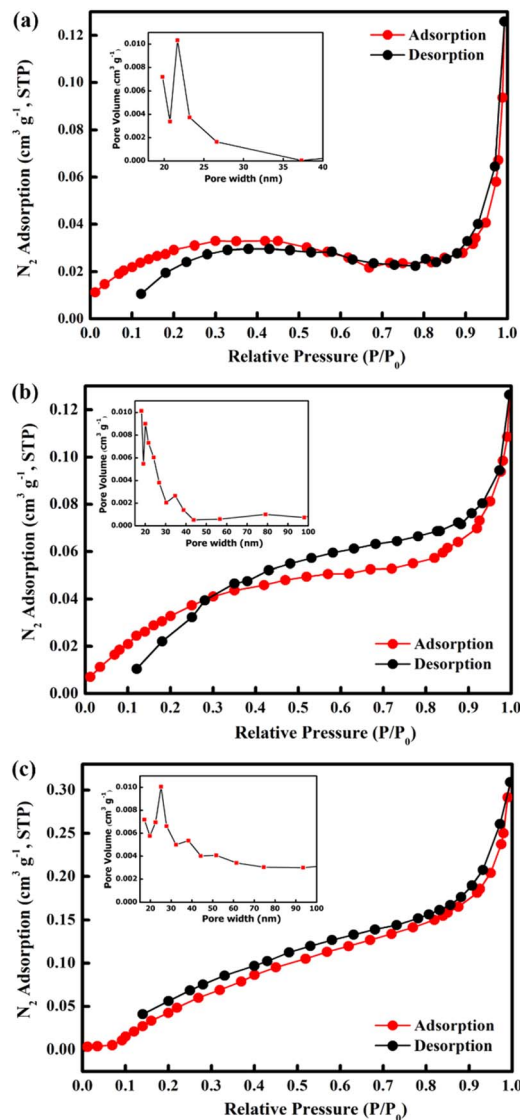 (a)
N₂ Adsorption (cm³ g⁻¹, STP)
0.12
0.10
0.08
0.06
0.04
0.02
0.00
Adsorption
Desorption
Pore Volume (cm³ g⁻¹)
0.010
0.008
0.006
0.004
0.002
0.000
20 25 30 35 40
Pore width (nm)
0.0 0.1 0.2 0.3 0.4 0.5 0.6 0.7 0.8 0.9 1.0
Relative Pressure (P/P₀)
(b)
N₂ Adsorption (cm³ g⁻¹, STP)
0.12
0.10
0.08
0.06
0.04
0.02
0.00
Pore Volume (cm³ g⁻¹)
0.010
0.008
0.006
0.004
0.002
0.000
20 30 40 50 60 70 80 90 100
Pore width (nm)
Adsorption
Desorption
0.0 0.1 0.2 0.3 0.4 0.5 0.6 0.7 0.8 0.9 1.0
Relative Pressure (P/P₀)
(c)
N₂ Adsorption (cm³ g⁻¹, STP)
0.30
0.25
0.20
0.15
0.10
0.05
0.00
Pore Volume (cm³ g⁻¹)
0.010
0.008
0.006
0.004
0.002
0.000
20 30 40 50 60 70 80 90 100
Pore width (nm)
Adsorption
Desorption
0.0 0.1 0.2 0.3 0.4 0.5 0.6 0.7 0.8 0.9 1.0
Relative Pressure (P/P₀)